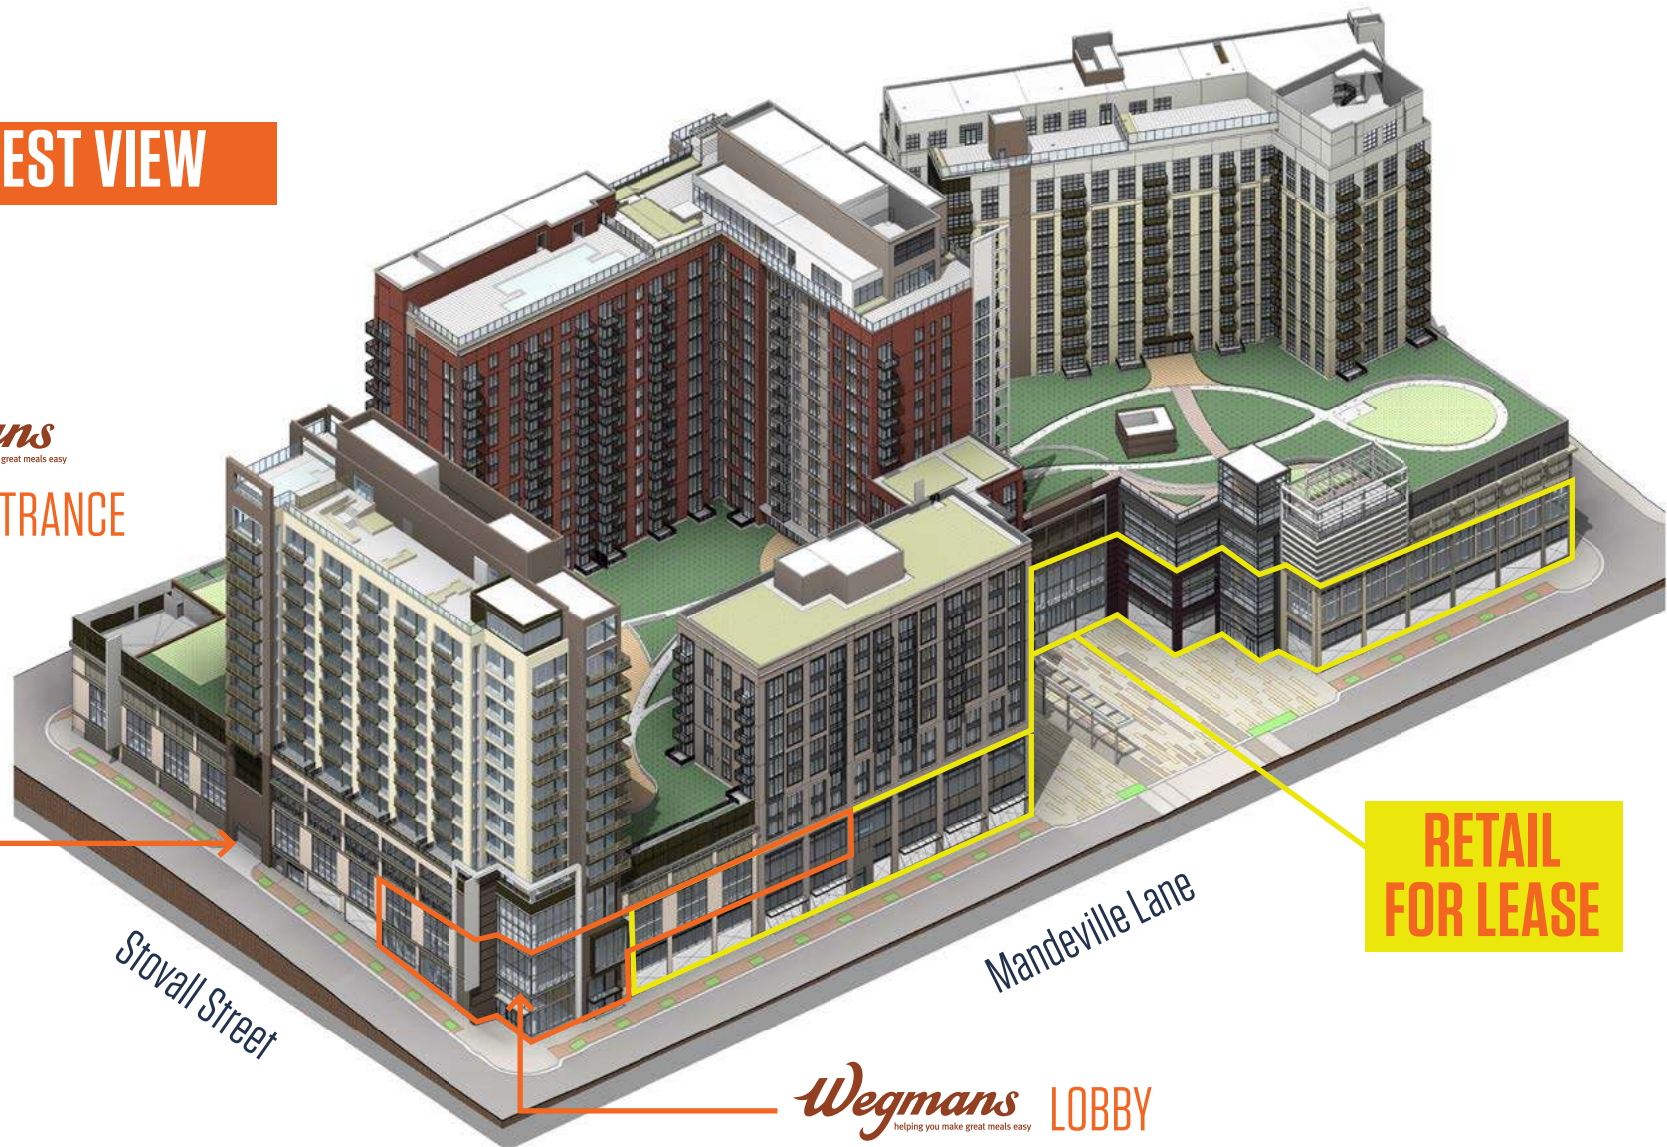 EST VIEW
ans
great meals easy
TRANCE
RETAIL
FOR LEASE
Mandeville Lane
Stovall Street
Wegmans LOBBY
helping you make great meals easy